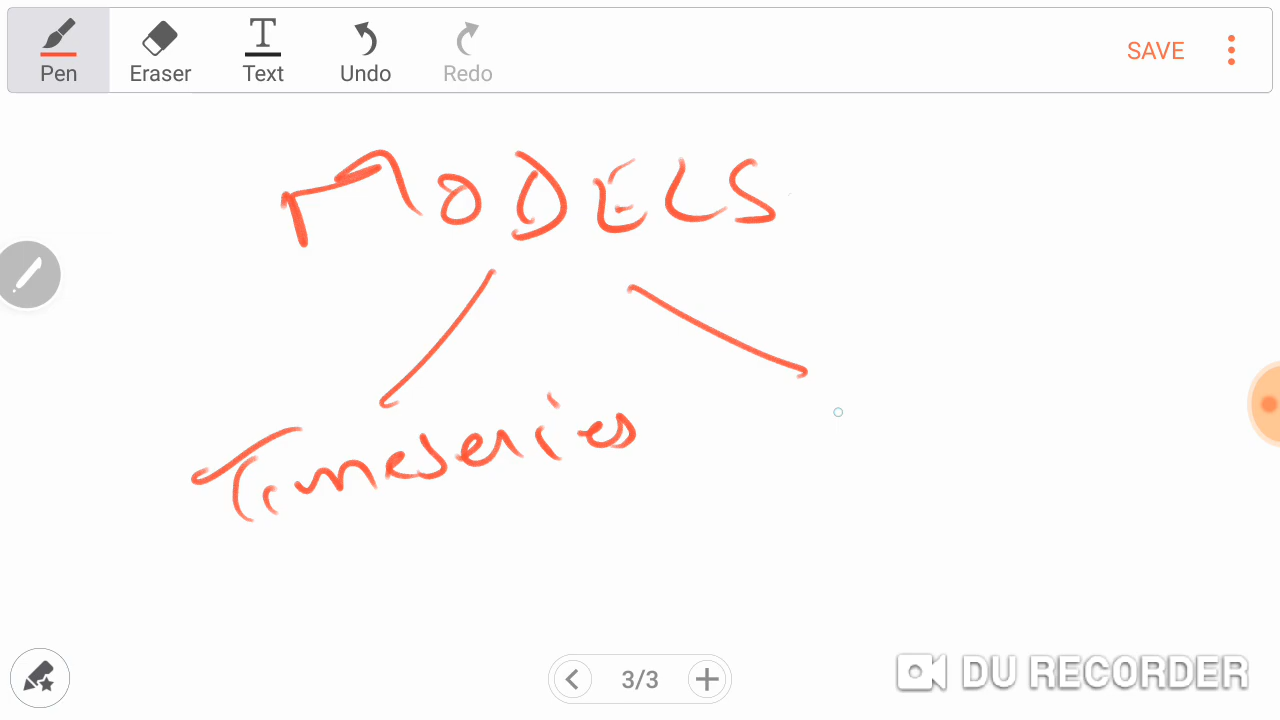 Pen Eraser Text Undo Redo SAVE
MODELS
Timeseries
3/3
DU RECORDER